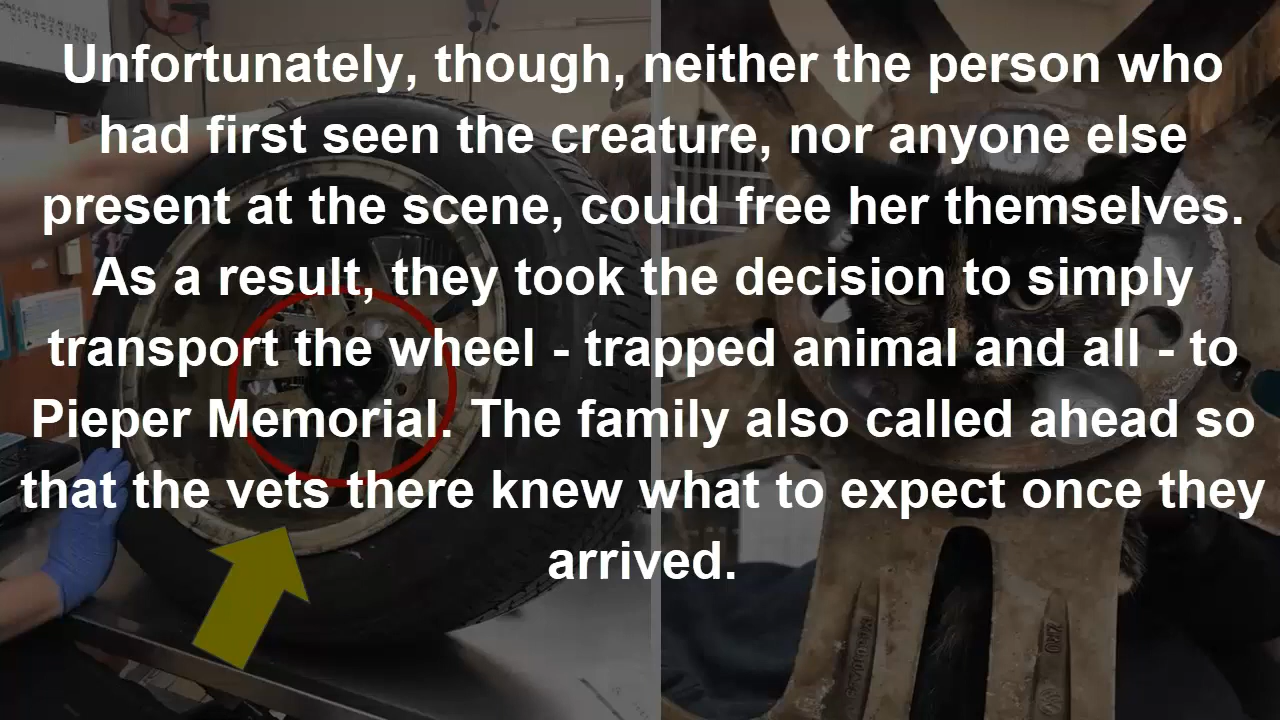 Unfortunately, though, neither the person who
had first seen the creature, nor anyone else
present at the scene, could free her themselves.
As a result, they took the decision to simply
transport the wheel - trapped animal and all - to
Pieper Memorial. The family also called ahead so
that the vets there knew what to expect once they
arrived.